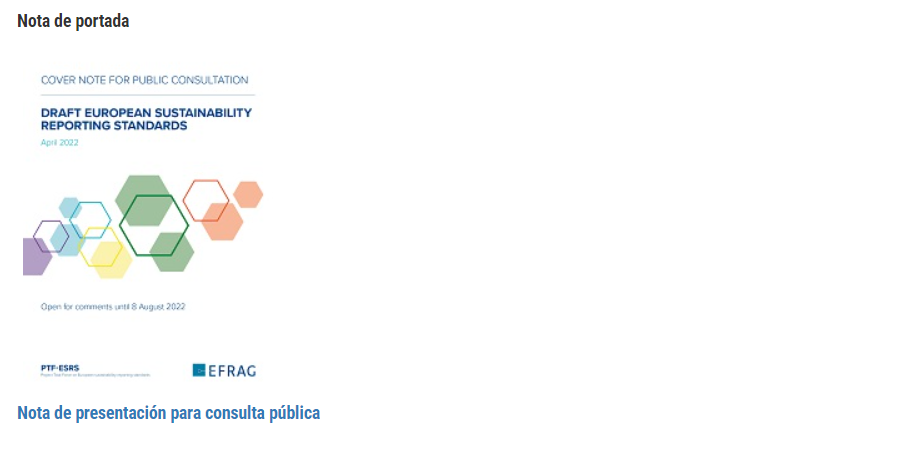 Nota de portada
COVER NOTE FOR PUBLIC CONSULTATION
DRAFT EUROPEAN SUSTAINABILITY
REPORTING STANDARDS
April 2022
Open for comments until 8 August 2022
PTF-ESRS
Project Task Force on European sustainability reporting standards
EFRAG
Nota de presentación para consulta pública